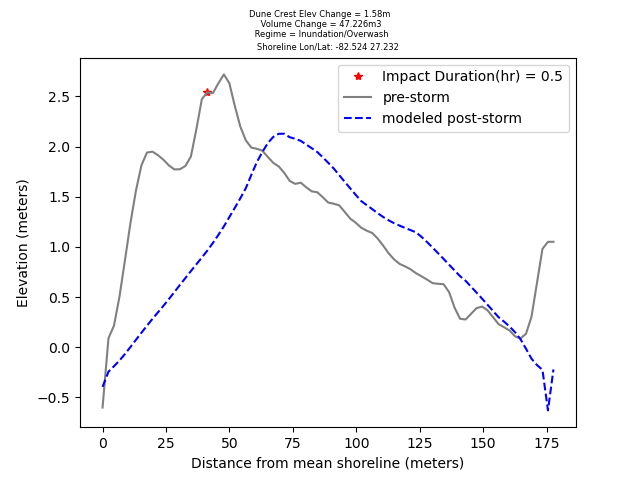 Dune Crest Elev Change = 1.58m
Volume Change = 47.226m3
Regime = Inundation/Overwash
Shoreline Lon/Lat: -82.524 27.232
Impact Duration(hr) = 0.5
pre-storm
modeled post-storm
Elevation (meters)
2.5
2.0
1.5
1.0
0.5
0.0
−0.5
0 25 50 75 100 125 150 175
Distance from mean shoreline (meters)